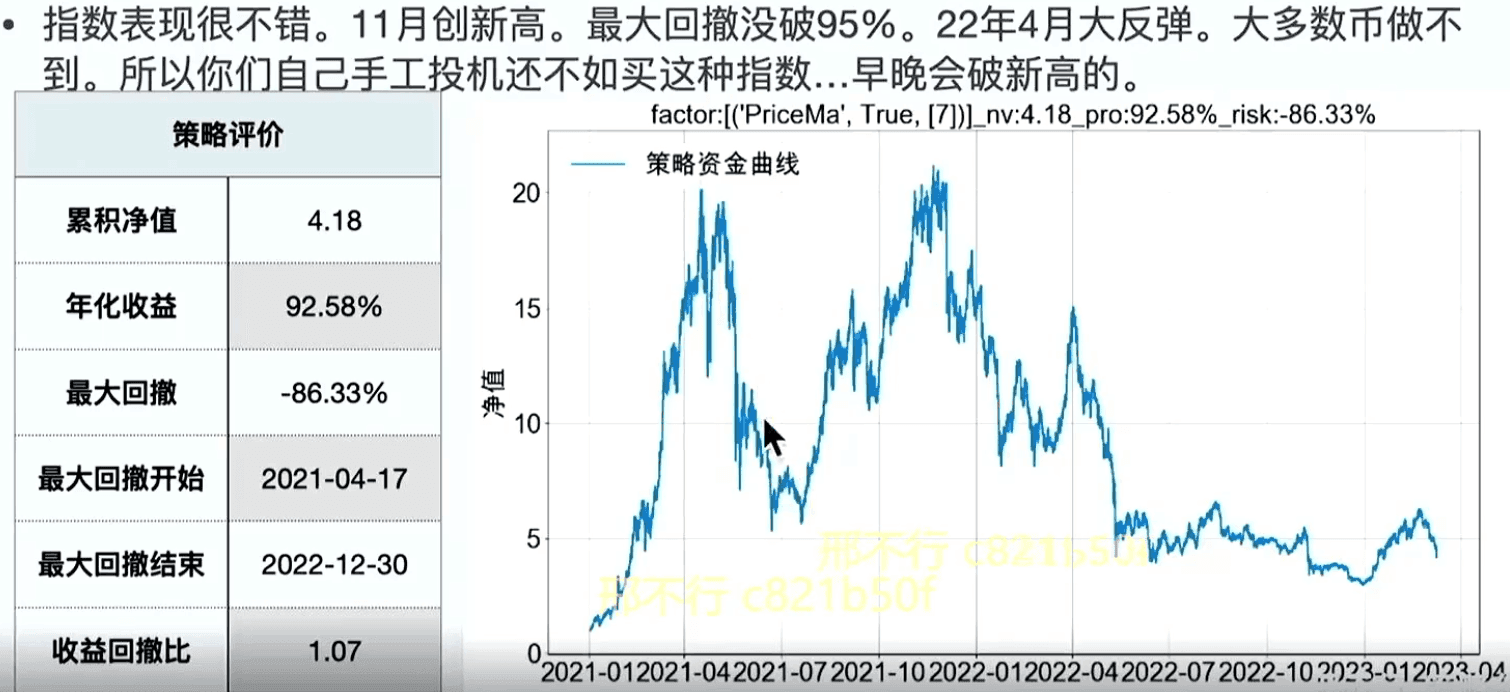 • 指数表现很不错。11月创新高。最大回撤没破95%。22年4月大反弹。大多数币做不
到。所以你们自己手工投机还不如买这种指数…早晚会破新高的。
策略评价
累积净值 4.18
年化收益 92.58%
最大回撤 -86.33%
最大回撤开始 2021-04-17
最大回撤结束 2022-12-30
收益回撤比 1.07
factor:[('PriceMa', True, [7])]_nv:4.18_pro:92.58%_risk:-86.33%
策略资金曲线
净值
20
15
10
5
0
2021-01 2021-04 2021-07 2021-10 2022-01 2022-04 2022-07 2022-10 2023-01 2023-04
邢不行 c821b50f
邢不行 c821b50f